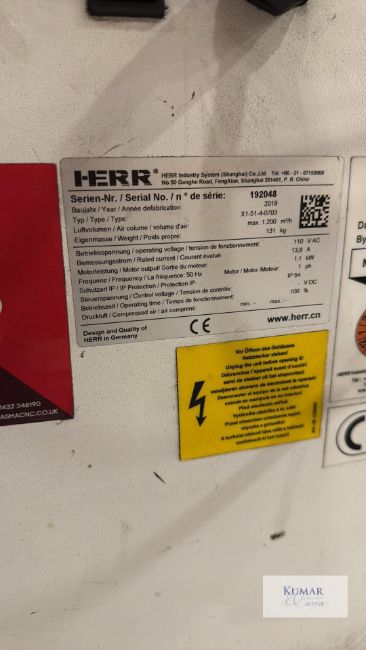 HERR® HERR Industry System (Shanghai) Co.,Ltd. Tel. +86 - 21 - 67159900
No.50 Ganghe Road, FengXian, Shanghai 201401, P. R. China
Serien-Nr. / Serial No. / n ° de série: 192048
Baujahr / Year / Année defabrication: 2019
Typ / Type / Type: X1-51-4-0703
Luftvolumen / Air volume / volume d'air: max. 1.200 m³/h
Eigenmasse / Weight / Poids propre: 131 kg
Betriebsspannung / operating voltage / tension de fonctionnement: 110 V AC
Bemessungsstrom / Rated current / Courant évalué: 13,8 A
Motorleistung / Motor output/ Sortie du moteur: 1,1 kW
Frequenz / Frequency / La fréquence: 50 Hz Motor / Motor /Moteur: 1 ph
Schutzart IP / IP Protection / Protection IP: IP 54
Steuerspannung / Control voltage / Tension de contrôle: - V DC
Betriebszeit / Operating time / Temps de fonctionnement: 100 %
Druckluft / Compressed air / air comprimé: min.: - max.: -
Design and Quality of
HERR in Germany
CE
www.herr.cn
Vor Öffnen des Gehäuses
Netzstecker ziehen!
Unplug the unit before opening it!
Débranchez l'appareil avant d'ouvrir
0432 346190
ASMACNC.CO.UK
HERR Indust
KUMAR